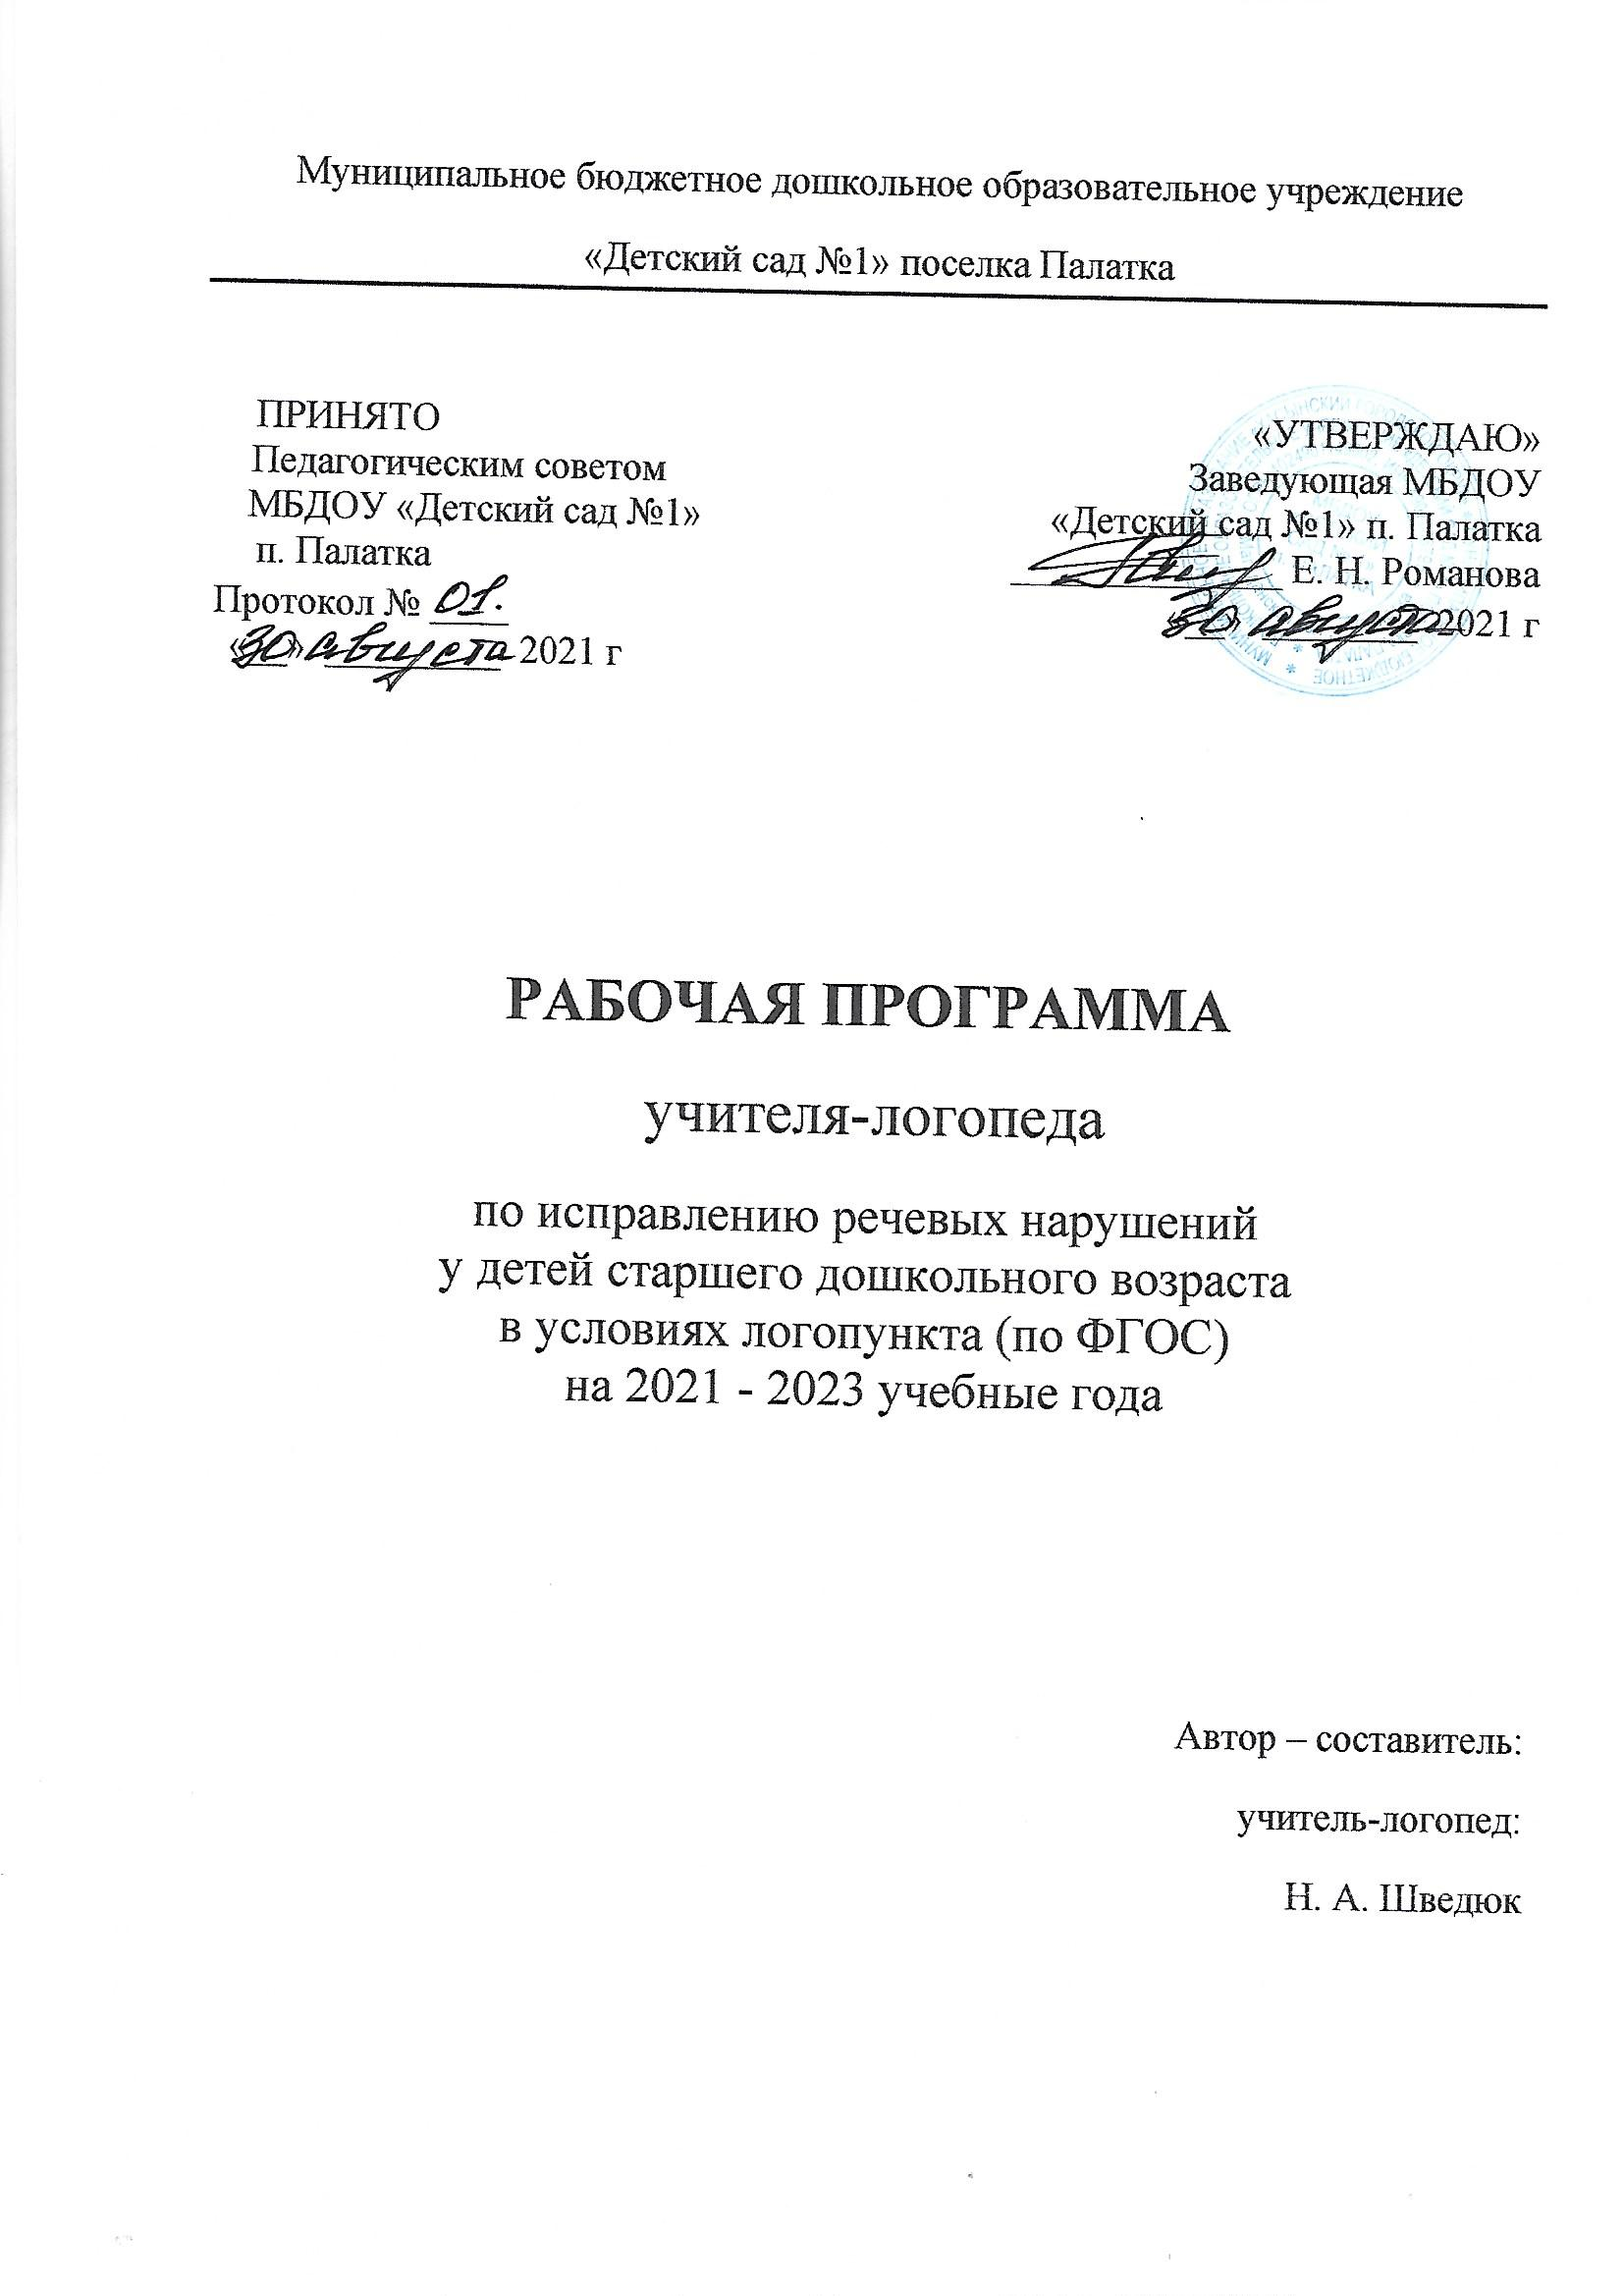 Муниципальное бюджетное дошкольное образовательное учреждение
«Детский сад №1» поселка Палатка
ПРИНЯТО
Педагогическим советом
МБДОУ «Детский сад №1»
п. Палатка
Протокол № 01.
«30» августа 2021 г
«УТВЕРЖДАЮ»
Заведующая МБДОУ
«Детский сад №1» п. Палатка
Е. Н. Романова
«30» августа 2021 г
РАБОЧАЯ ПРОГРАММА
учителя-логопеда
по исправлению речевых нарушений
у детей старшего дошкольного возраста
в условиях логопункта (по ФГОС)
на 2021 - 2023 учебные года
Автор – составитель:
учитель-логопед:
Н. А. Шведюк